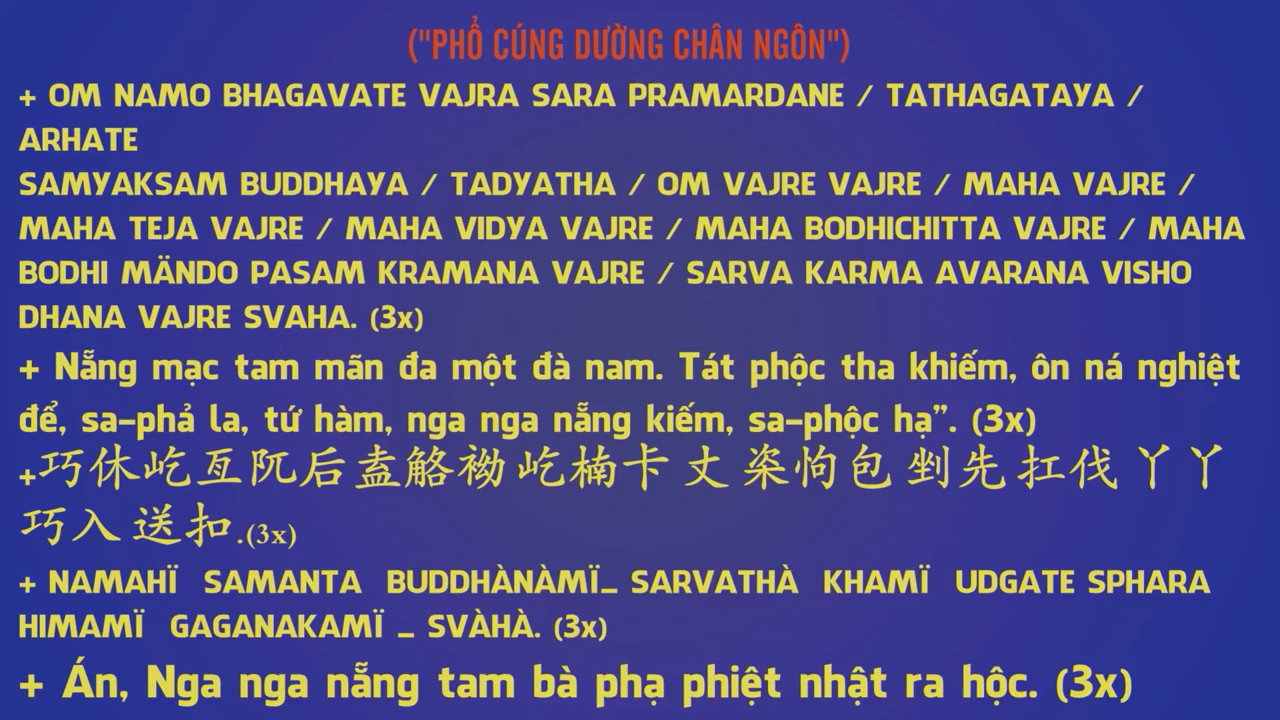 ("PHỔ CÚNG DƯỜNG CHÂN NGÔN")
+ OM NAMO BHAGAVATE VAJRA SARA PRAMARDANE / TATHAGATAYA /
ARHATE
SAMYAKSAM BUDDHAYA / TADYATHA / OM VAJRE VAJRE / MAHA VAJRE /
MAHA TEJA VAJRE / MAHA VIDYA VAJRE / MAHA BODHICHITTA VAJRE / MAHA
BODHI MÄNDO PASAM KRAMANA VAJRE / SARVA KARMA AVARANA VISHO
DHANA VAJRE SVAHA. (3x)
+ Nẵng mạc tam mãn đa một đà nam. Tát phộc tha khiếm, ôn ná nghiệt
để, sa-phả la, tứ hàm, nga nga nẵng kiếm, sa-phộc hạ”. (3x)
+巧休屹亙阢后盍觡袎屹楠卡丈 楶怐包 剉先 扛伐 丫丫
巧入 送扣.(3x)
+ NAMAHÏ SAMANTA BUDDHÀNÀMÏ_ SARVATHÀ KHAMÏ UDGATE SPHARA
HIMAMÏ GAGANAKAMÏ _ SVÀHÀ. (3x)
+ Án, Nga nga nẵng tam bà phạ phiệt nhật ra hộc. (3x)